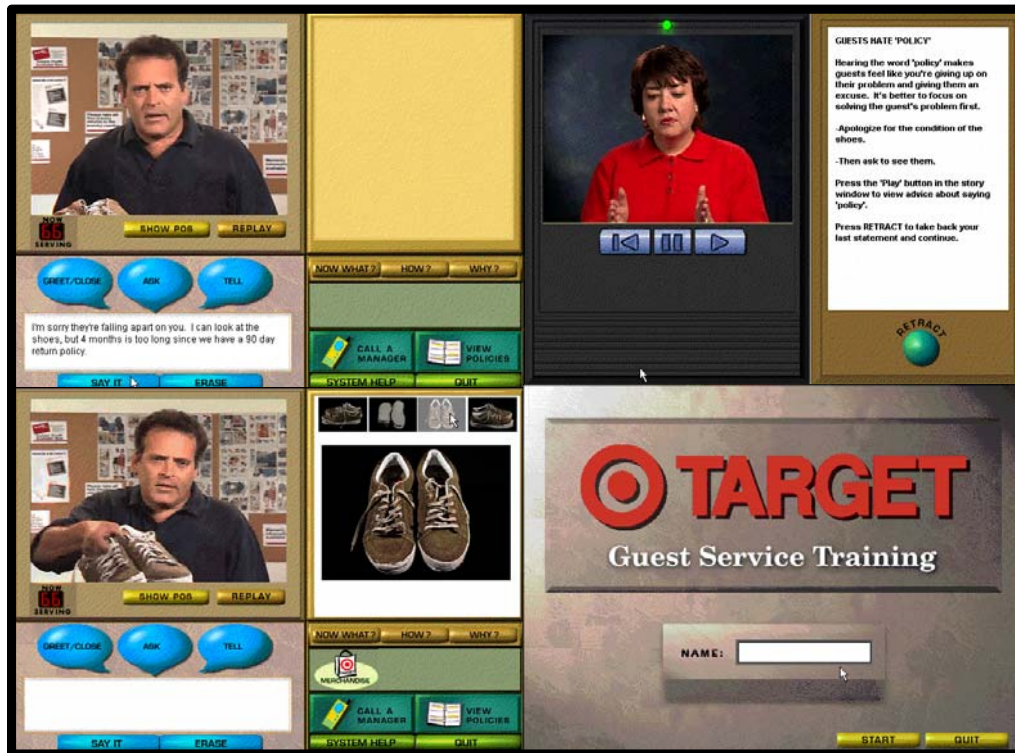 NOW
66
SERVING
SHOW POS
REPLAY
GREET/CLOSE
ASK
TELL
I'm sorry they're falling apart on you. I can look at the
shoes, but 4 months is too long since we have a 90 day
return policy.
SAY IT
ERASE
NOW WHAT?
HOW?
WHY?
CALL A
MANAGER
VIEW
POLICIES
SYSTEM HELP
QUIT
GUESTS HATE 'POLICY'
Hearing the word 'policy' makes
guests feel like you're giving up on
their problem and giving them an
excuse. It's better to focus on
solving the guest's problem first.
-Apologize for the condition of the
shoes.
-Then ask to see them.
Press the 'Play' button in the story
window to view advice about saying
'policy'.
Press RETRACT to take back your
last statement and continue.
RETRACT
NOW
66
SERVING
SHOW POS
REPLAY
GREET/CLOSE
ASK
TELL
SAY IT
ERASE
NOW WHAT?
HOW?
WHY?
MERCHANDISE
CALL A
MANAGER
VIEW
POLICIES
SYSTEM HELP
QUIT
TARGET
Guest Service Training
NAME:
START
QUIT